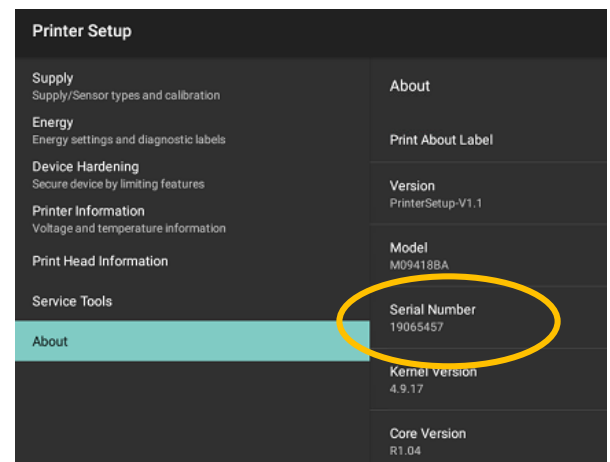 Printer Setup
Supply
Supply/Sensor types and calibration
Energy
Energy settings and diagnostic labels
Device Hardening
Secure device by limiting features
Printer Information
Voltage and temperature information
Print Head Information
Service Tools
About
About
Print About Label
Version
PrinterSetup-V1.1
Model
M09418BA
Serial Number
19065457
Kernel Version
4.9.17
Core Version
R1.04